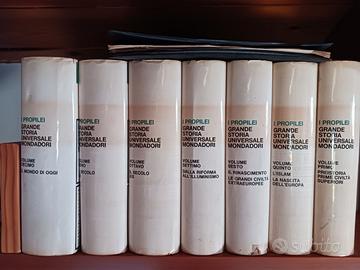 I PROPILEI
GRANDE
STORIA
UNIVERSALE
MONDADORI
VOLUME
MONDO DI OGGI
I PROPILEI
GRANDE
STORIA
UNIVERSALE
MONDADORI
VOLUME
SECOLO
I PROPILEI
GRANDE
STORIA
UNIVERSALE
MONDADORI
VOLUME
OTTAVO
SECOLO
I PROPILEI
GRANDE
STORIA
UNIVERSALE
MONDADORI
VOLUME
SETTIMO
DALLA RIFORMA
ALL'ILLUMINISMO
I PROPILEI
GRANDE
STORIA
UNIVERSALE
MONDADORI
VOLUME
SESTO
IL RINASCIMENTO
LE GRANDI CIVILTÀ
EXTRAEUROPEE
I PROPILEI
GRANDE
STORIA
UNIVERSALE
MONDADORI
VOLUME
QUINTO
L'ISLAM
LA NASCITA
DELL'EUROPA
I PROPILEI
GRANDE
STORIA
UNIVERSALE
MONDADORI
VOLUME
PRIMO
PREISTORIA
PRIME CIVILTÀ
SUPERIORI
subito